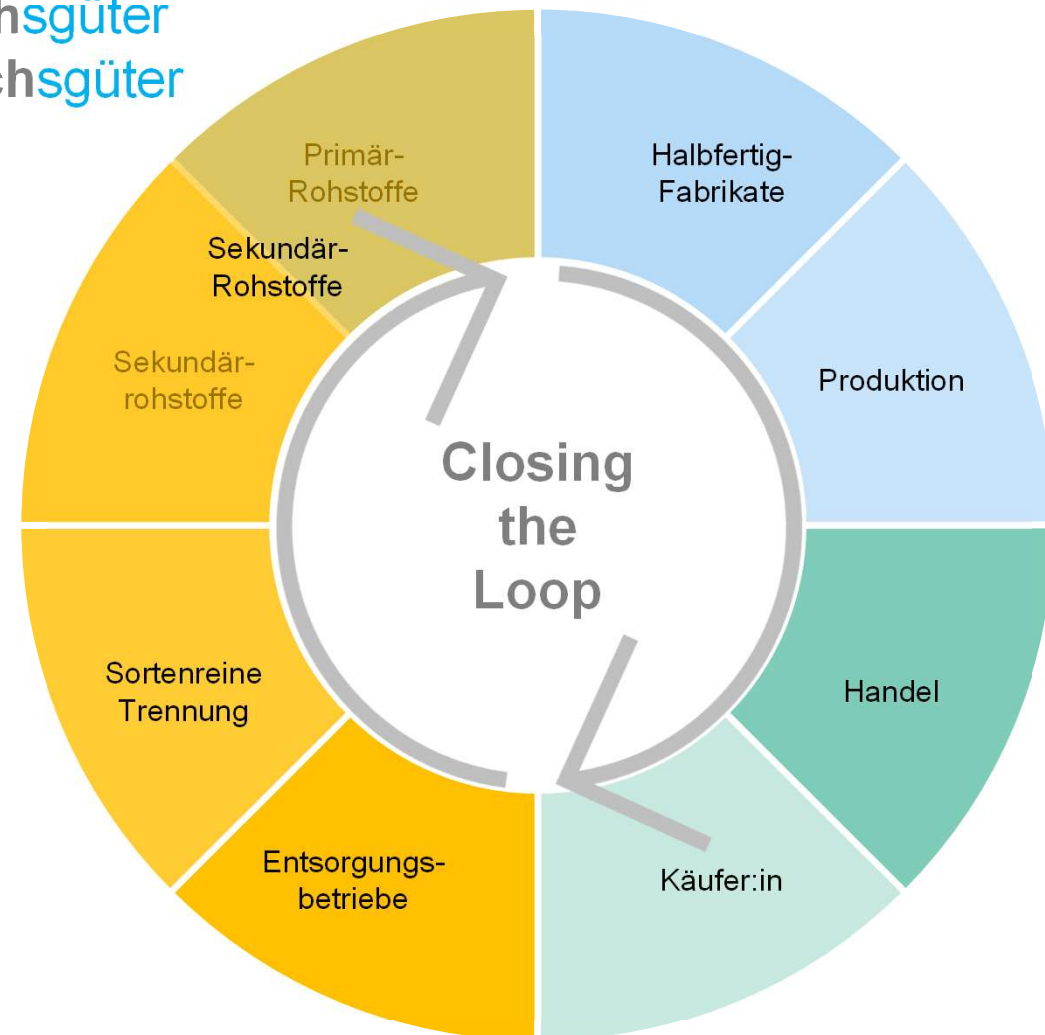 hsgüter
chsgüter
Primär-
Rohstoffe
Sekundär-
Rohstoffe
Sekundär-
rohstoffe
Halbfertig-
Fabrikate
Produktion
Closing
the
Loop
Handel
Käufer:in
Entsorgungs-
betriebe
Sortenreine
Trennung